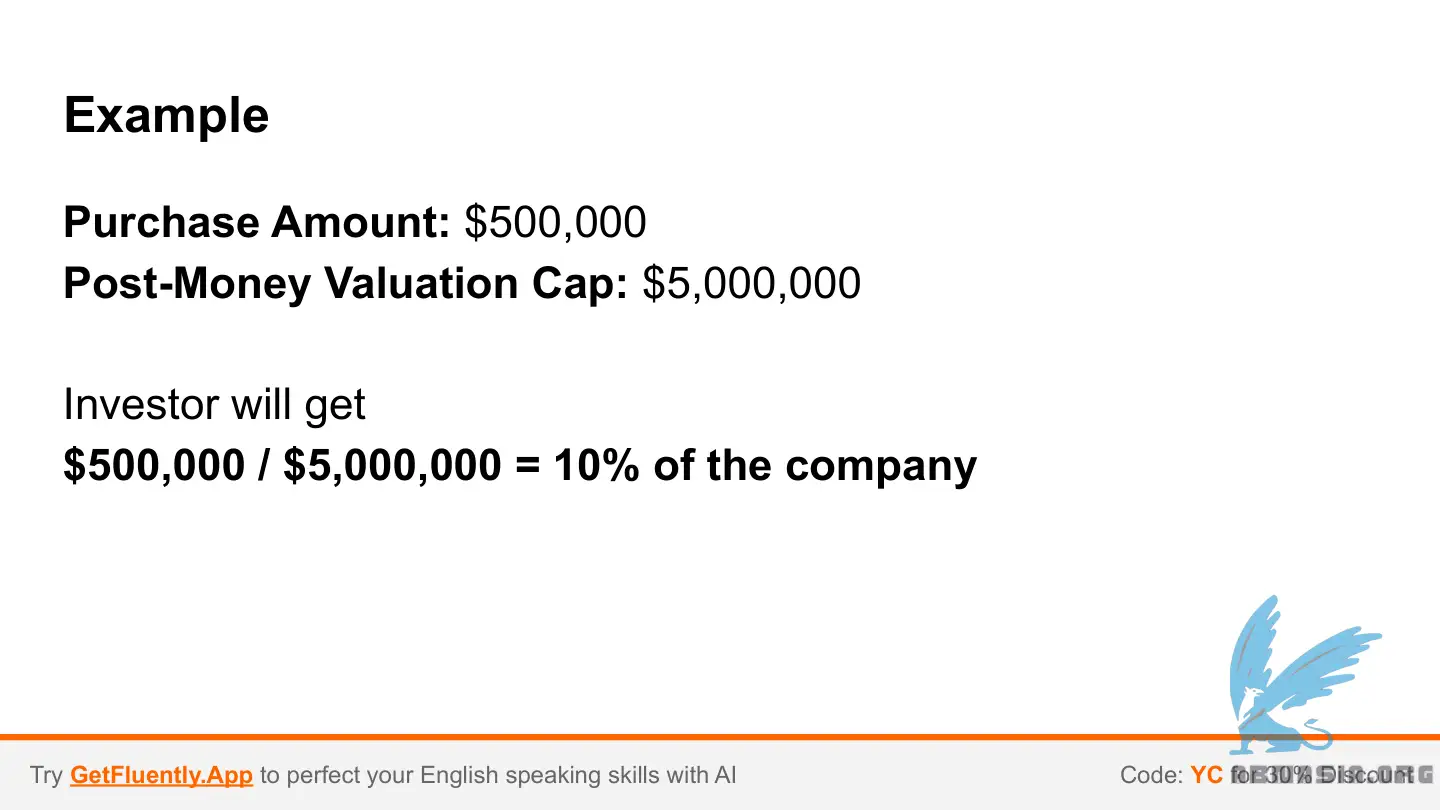 Example
Purchase Amount: $500,000
Post-Money Valuation Cap: $5,000,000
Investor will get
$500,000 / $5,000,000 = 10% of the company
Try GetFluently.App to perfect your English speaking skills with AI
Code: YC for 30% Discount